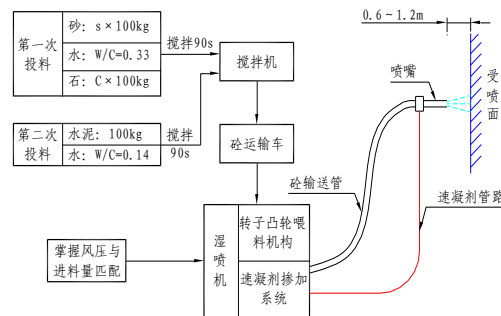 0.6～1.2m
第一次
投料
砂: s×100kg
水: W/C=0.33
石: C×100kg
搅拌90s
搅拌机
喷嘴
受喷面
第二次
投料
水泥: 100kg
水: W/C=0.14
搅拌
90s
砼运输车
砼输送管
速凝剂管路
掌握风压与
进料量匹配
湿喷机
转子凸轮喂
料机构
速凝剂掺加
系统